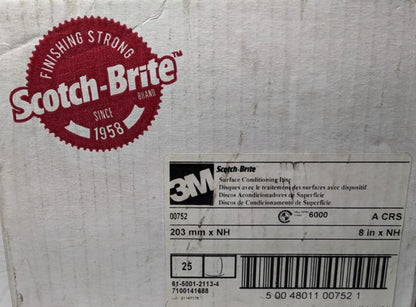 FINISHING STRONG
Scotch-Brite™
BRAND
SINCE
1958
3M
Scotch-Brite
Surface Conditioning Disc
Disques avec le traitement des surfaces avec dispositif
Discos Acondicionadores de Superficie
Discos de Condicionamento de Superfície
00752
6000
A CRS
203 mm x NH
8 in x NH
25
61-5001-2113-4
7100141688
5 00 48011 00752 1